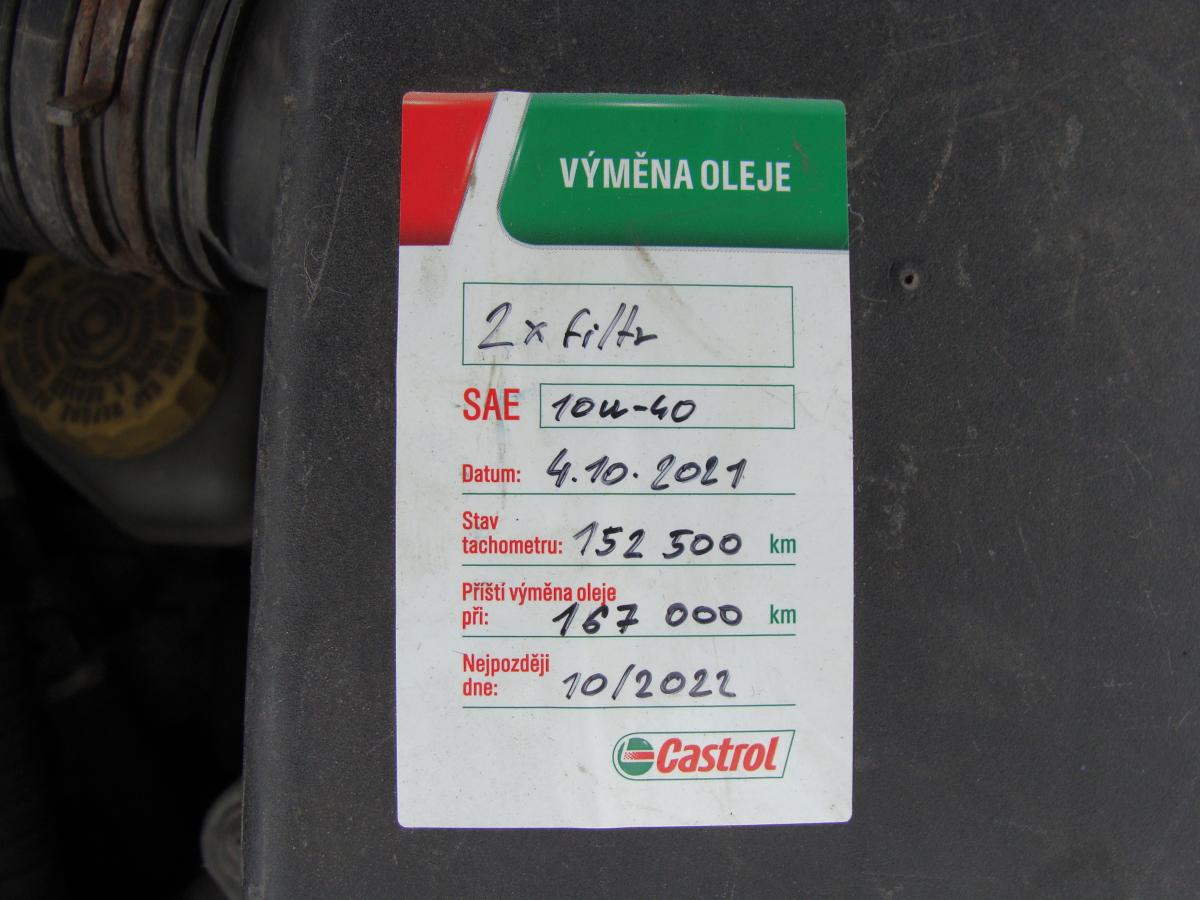 VÝMĚNA OLEJE
2x filtr
SAE 10w-40
Datum: 4.10.2021
Stav
tachometru: 152 500 km
Příští výměna oleje
při: 167 000 km
Nejpozději
dne: 10/2022
Castrol